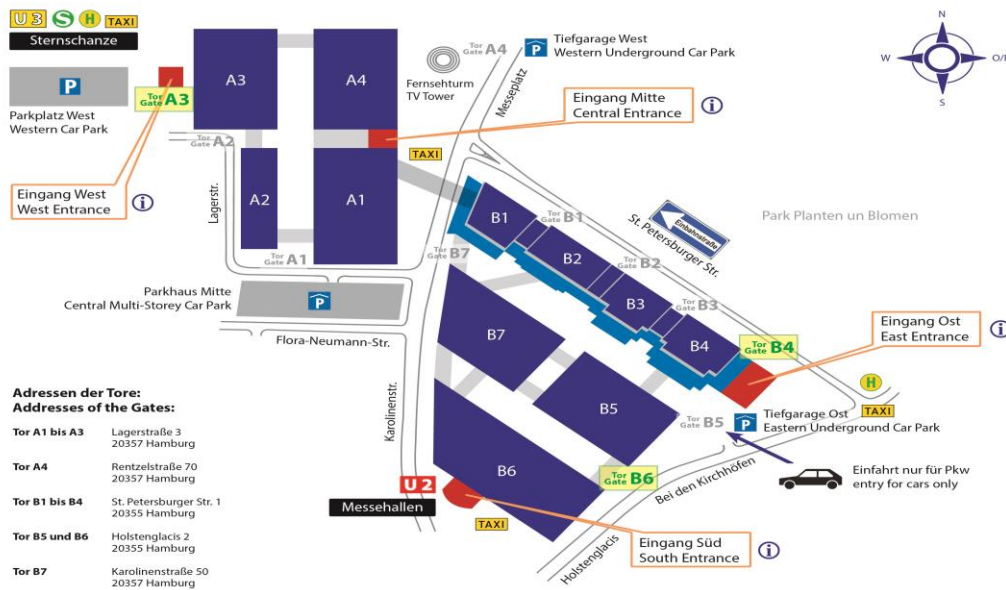 U3 S H TAXI
Sternschanze
P
Parkplatz West
Western Car Park
Tor
Gate A3
Eingang West
West Entrance
i
A3
A4
Tor
Gate A2
Lagerstr.
A2
A1
Tor
Gate A1
Fernsehturm
TV Tower
Tor
Gate A4
P
Tiefgarage West
Western Underground Car Park
Messeplatz
Eingang Mitte
Central Entrance
i
TAXI
N
W
O/E
S
Parkhaus Mitte
Central Multi-Storey Car Park
P
Flora-Neumann-Str.
Karolinenstr.
B1
Tor
Gate B1
B2
Tor
Gate B2
B3
Tor
Gate B3
B4
Tor
Gate B4
Einbahnstraße
St. Petersburger Str.
Park Planten un Blomen
Eingang Ost
East Entrance
i
H
TAXI
Tor
Gate B7
B7
B5
Tor
Gate B5
P
Tiefgarage Ost
Eastern Underground Car Park
Einfahrt nur für Pkw
entry for cars only
B6
Tor
Gate B6
Bei den Kirchhöfen
Holstenglacis
U2
Messehallen
TAXI
Eingang Süd
South Entrance
i
Adressen der Tore:
Addresses of the Gates:
Tor A1 bis A3 Lagerstraße 3
20357 Hamburg
Tor A4 Rentzelstraße 70
20357 Hamburg
Tor B1 bis B4 St. Petersburger Str. 1
20355 Hamburg
Tor B5 und B6 Holstenglacis 2
20355 Hamburg
Tor B7 Karolinenstraße 50
20357 Hamburg